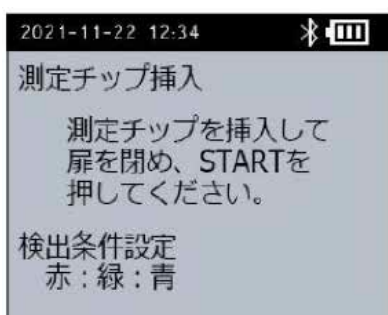 2021-11-22 12:34
測定チップ挿入
測定チップを挿入して
扉を閉め、STARTを
押してください。
検出条件設定
赤：緑：青